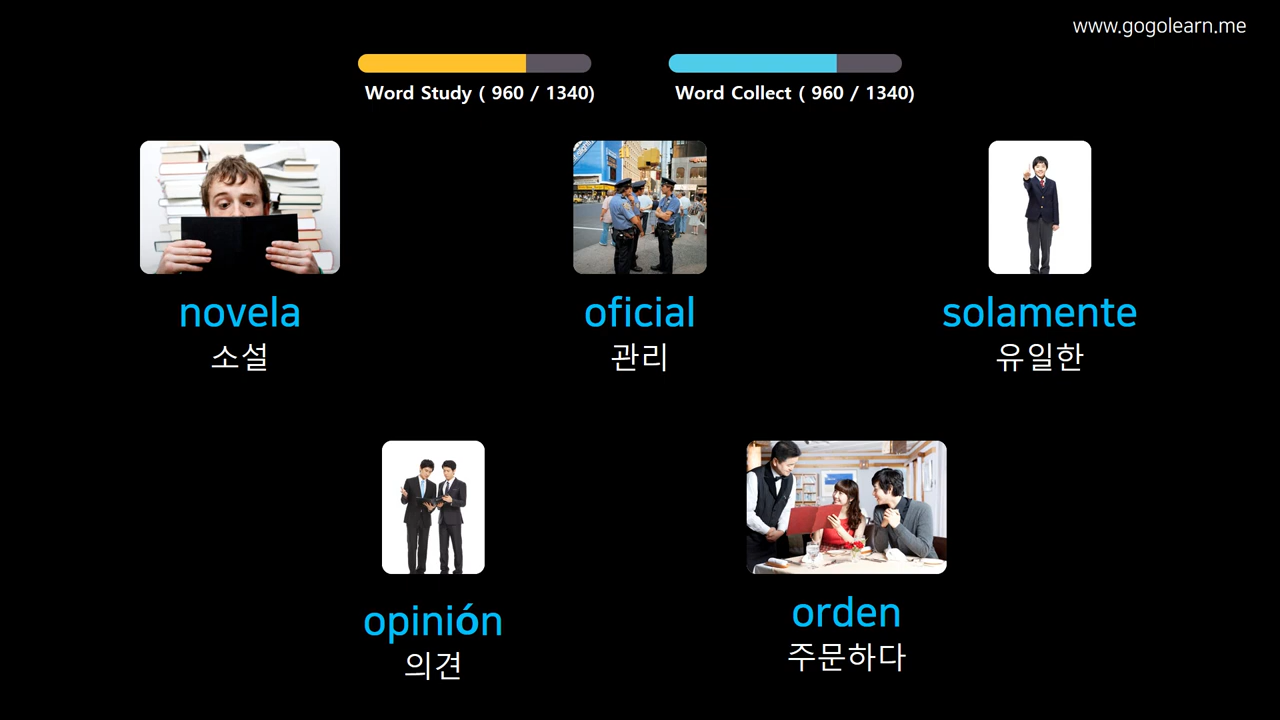 www.gogolearn.me
Word Study ( 960 / 1340)
Word Collect ( 960 / 1340)
novela
소설
oficial
관리
solamente
유일한
opinión
의견
orden
주문하다